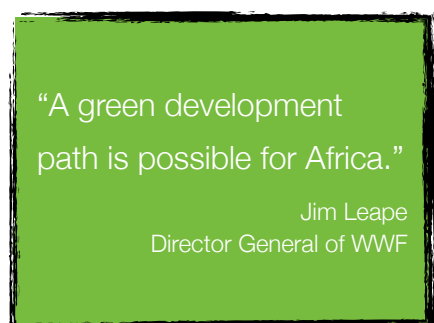 “A green development
path is possible for Africa.”
Jim Leape
Director General of WWF